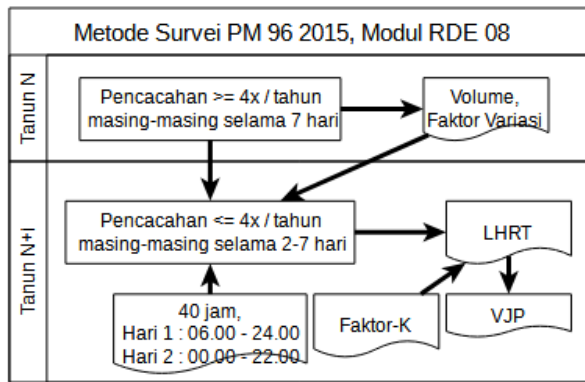 Metode Survei PM 96 2015, Modul RDE 08
Tanun N
Pencacahan >= 4x / tahun
masing-masing selama 7 hari
Volume,
Faktor Variasi
Tanun N+i
Pencacahan <= 4x / tahun
masing-masing selama 2-7 hari
LHRT
40 jam,
Hari 1 : 06.00 - 24.00
Hari 2 : 00.00 - 22.00
Faktor-K
VJP